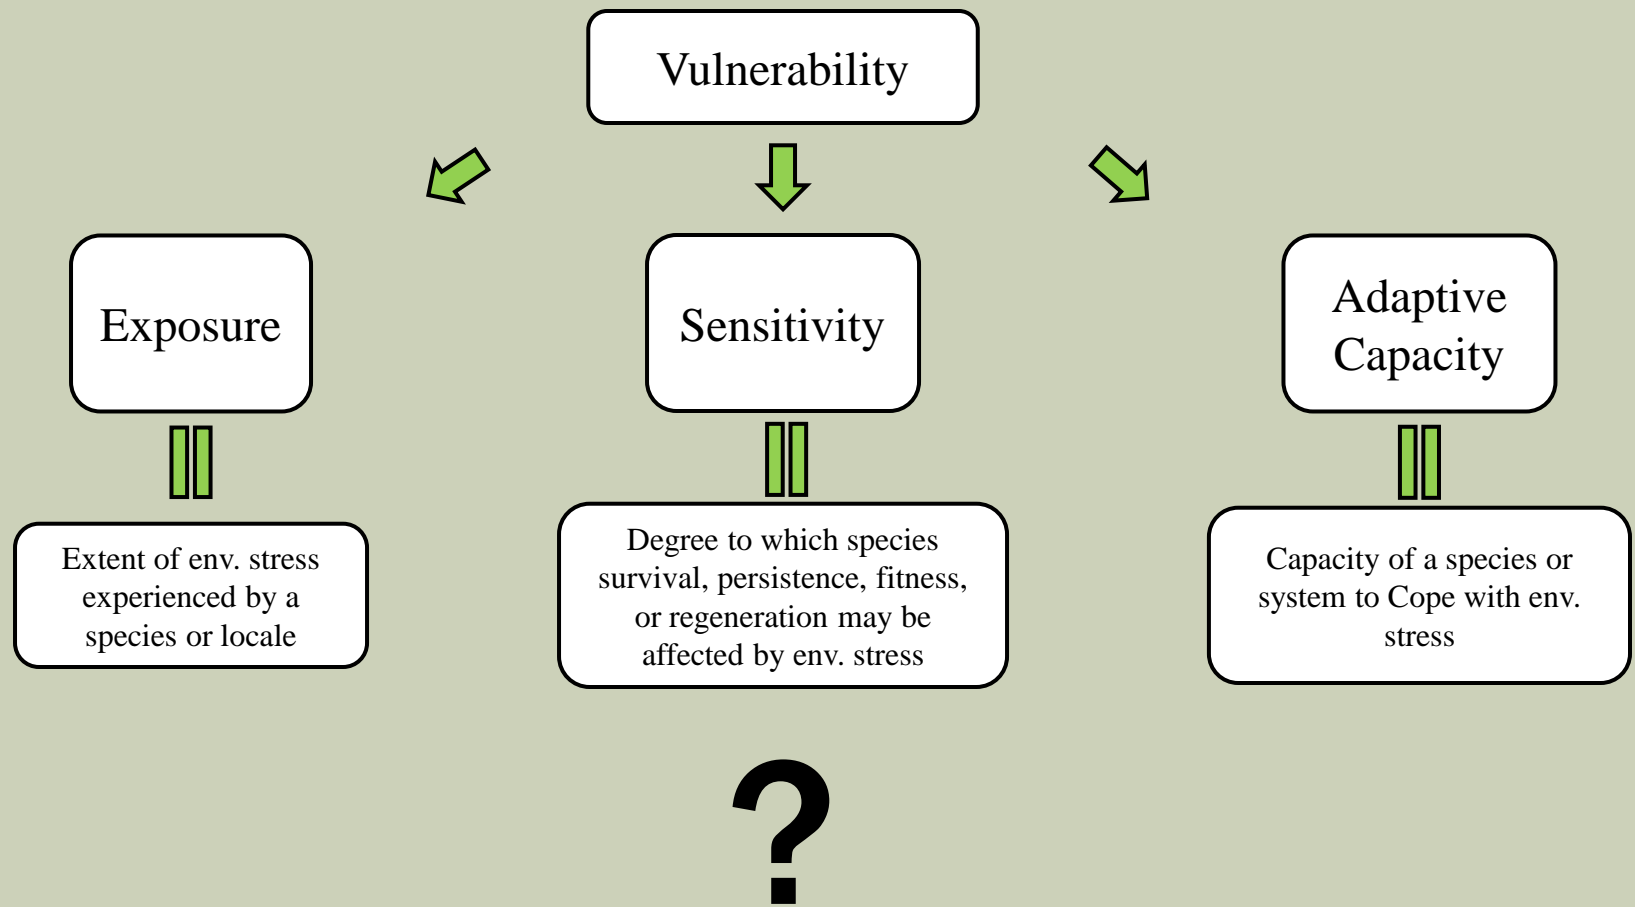 Vulnerability
Exposure
Sensitivity
Adaptive
Capacity
Extent of env. stress
experienced by a
species or locale
Degree to which species
survival, persistence, fitness,
or regeneration may be
affected by env. stress
Capacity of a species or
system to Cope with env.
stress
?